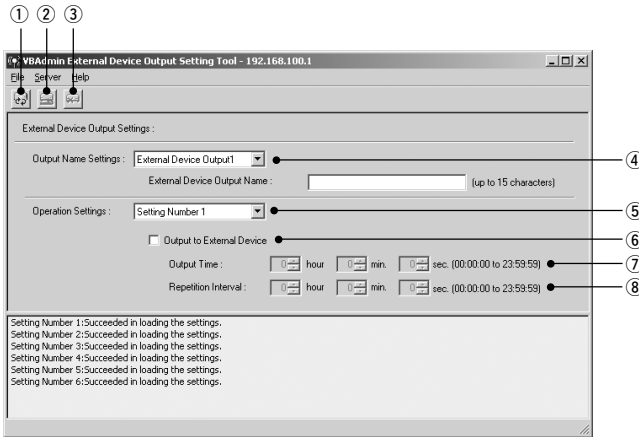 ① ② ③
VBAdmin External Device Output Setting Tool - 192.168.100.1
File Server Help
External Device Output Settings :
Output Name Settings : External Device Output1 ④
External Device Output Name : (up to 15 characters)
Operation Settings : Setting Number 1 ⑤
Output to External Device ⑥
Output Time : 0 hour 0 min. 0 sec. (00:00:00 to 23:59:59) ⑦
Repetition Interval : 0 hour 0 min. 0 sec. (00:00:00 to 23:59:59) ⑧
Setting Number 1:Succeeded in loading the settings.
Setting Number 2:Succeeded in loading the settings.
Setting Number 3:Succeeded in loading the settings.
Setting Number 4:Succeeded in loading the settings.
Setting Number 5:Succeeded in loading the settings.
Setting Number 6:Succeeded in loading the settings.